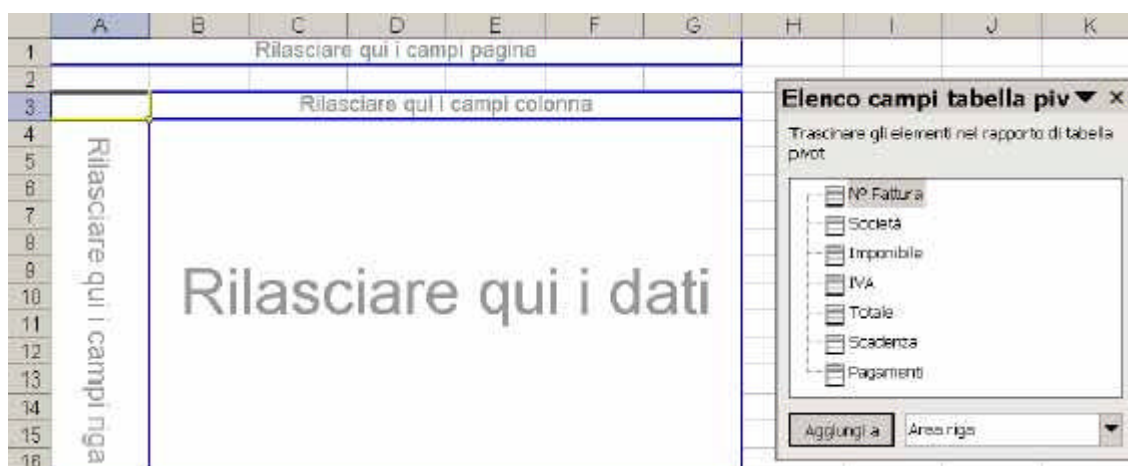 A B C D E F G H I J K
1 Rilasciare qui i campi pagina
2
3 Rilasciare qui i campi colonna
4
5
6
7
8
9
10
11
12
13
14
15
16
Rilasciare qui i campi riga
Rilasciare qui i dati
Elenco campi tabella piv
Trascinare gli elementi nel rapporto di tabella
pivot
Nº Fattura
Società
Imponibile
IVA
Totale
Scadenza
Pagamenti
Aggiungi a Area riga